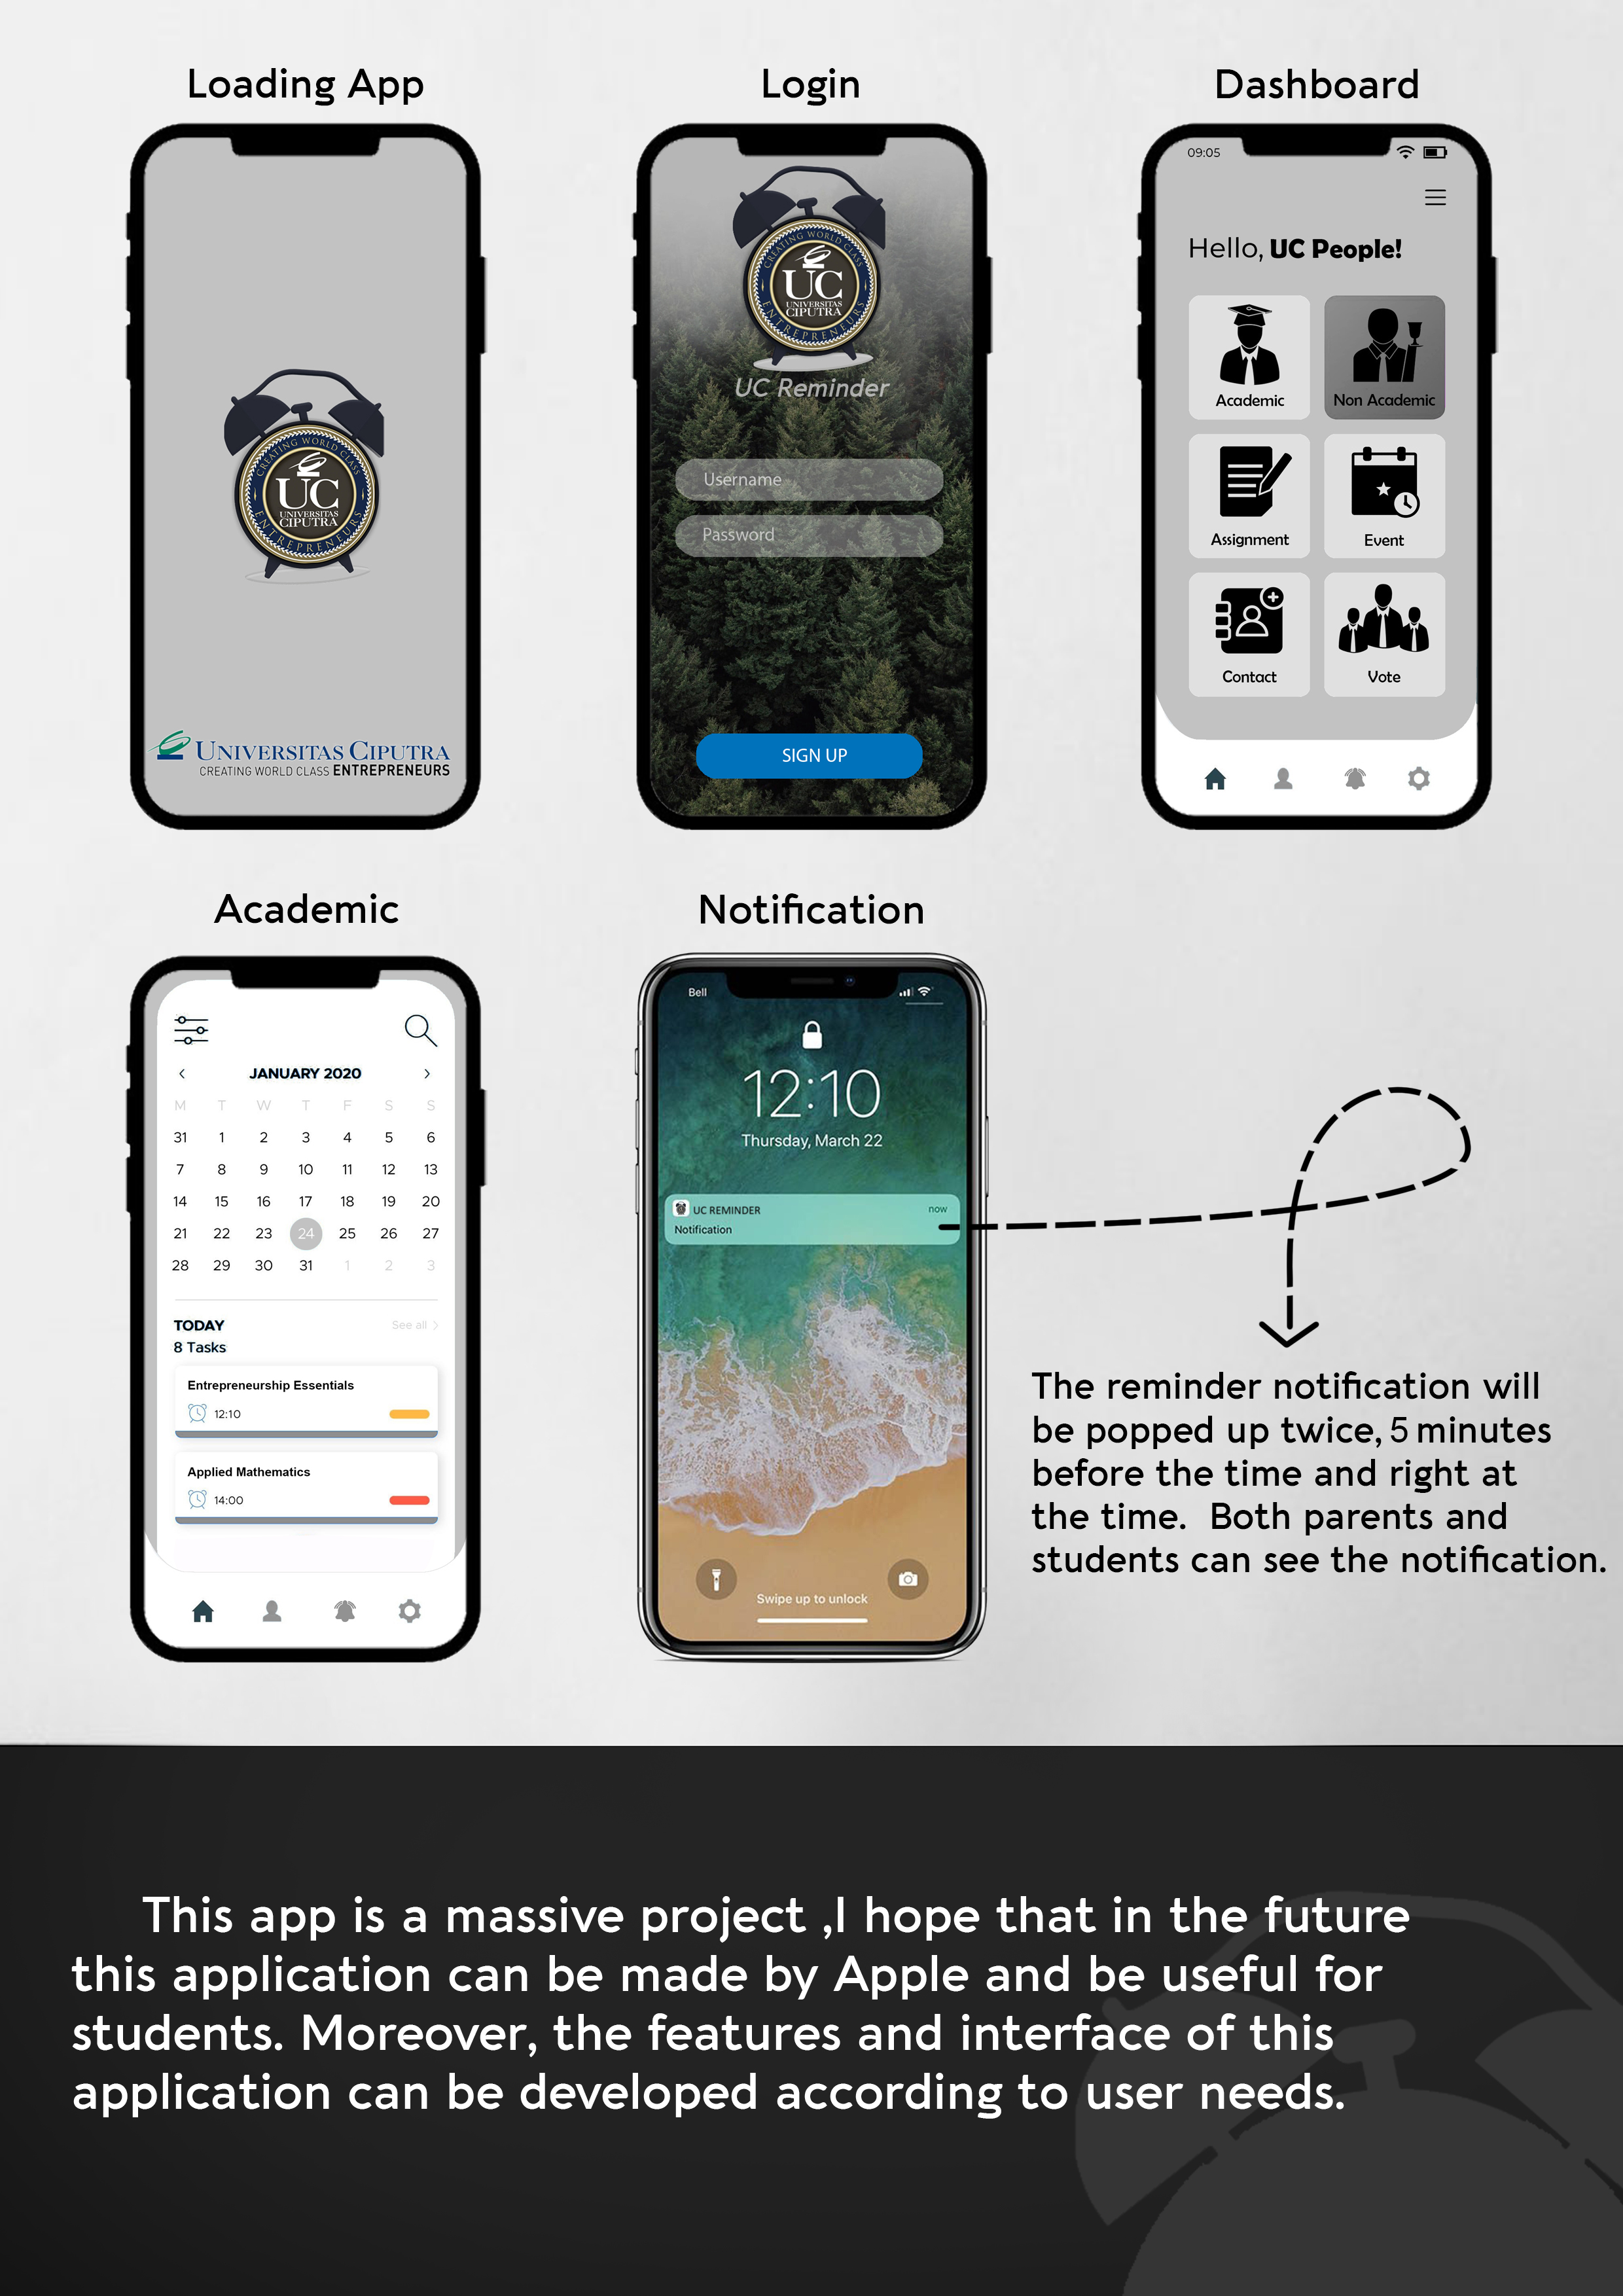 Loading App
CREATING WORLD CLASS
UC
UNIVERSITAS
CIPUTRA
ENTREPRENEURS
UNIVERSITAS CIPUTRA
CREATING WORLD CLASS ENTREPRENEURS
Login
CREATING WORLD CLASS
UC
UNIVERSITAS
CIPUTRA
ENTREPRENEURS
UC Reminder
Username
Password
SIGN UP
Dashboard
09:05
Hello, UC People!
Academic
Non Academic
Assignment
Event
Contact
Vote
Academic
JANUARY 2020
M T W T F S S
31 1 2 3 4 5 6
7 8 9 10 11 12 13
14 15 16 17 18 19 20
21 22 23 24 25 26 27
28 29 30 31 1 2 3
TODAY
See all >
8 Tasks
Entrepreneurship Essentials
12:10
Applied Mathematics
14:00
Notification
Bell
12:10
Thursday, March 22
UC REMINDER
now
Notification
Swipe up to unlock
The reminder notification will
be popped up twice, 5 minutes
before the time and right at
the time. Both parents and
students can see the notification.
This app is a massive project ,I hope that in the future
this application can be made by Apple and be useful for
students. Moreover, the features and interface of this
application can be developed according to user needs.